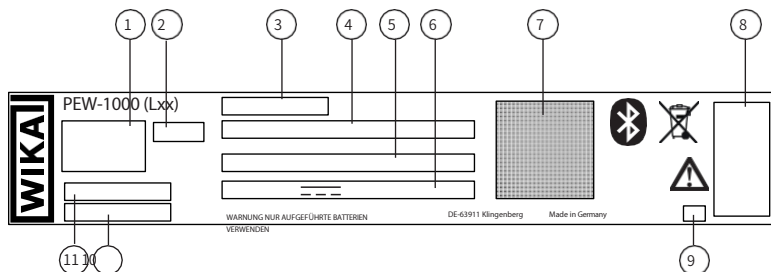 1 2 3 4 5 6 7 8
PEW-1000 (Lxx)
WIKA
WARNUNG NUR AUFGEFÜHRTE BATTERIEN
VERWENDEN
DE-63911 Klingenberg Made in Germany
9
11 10